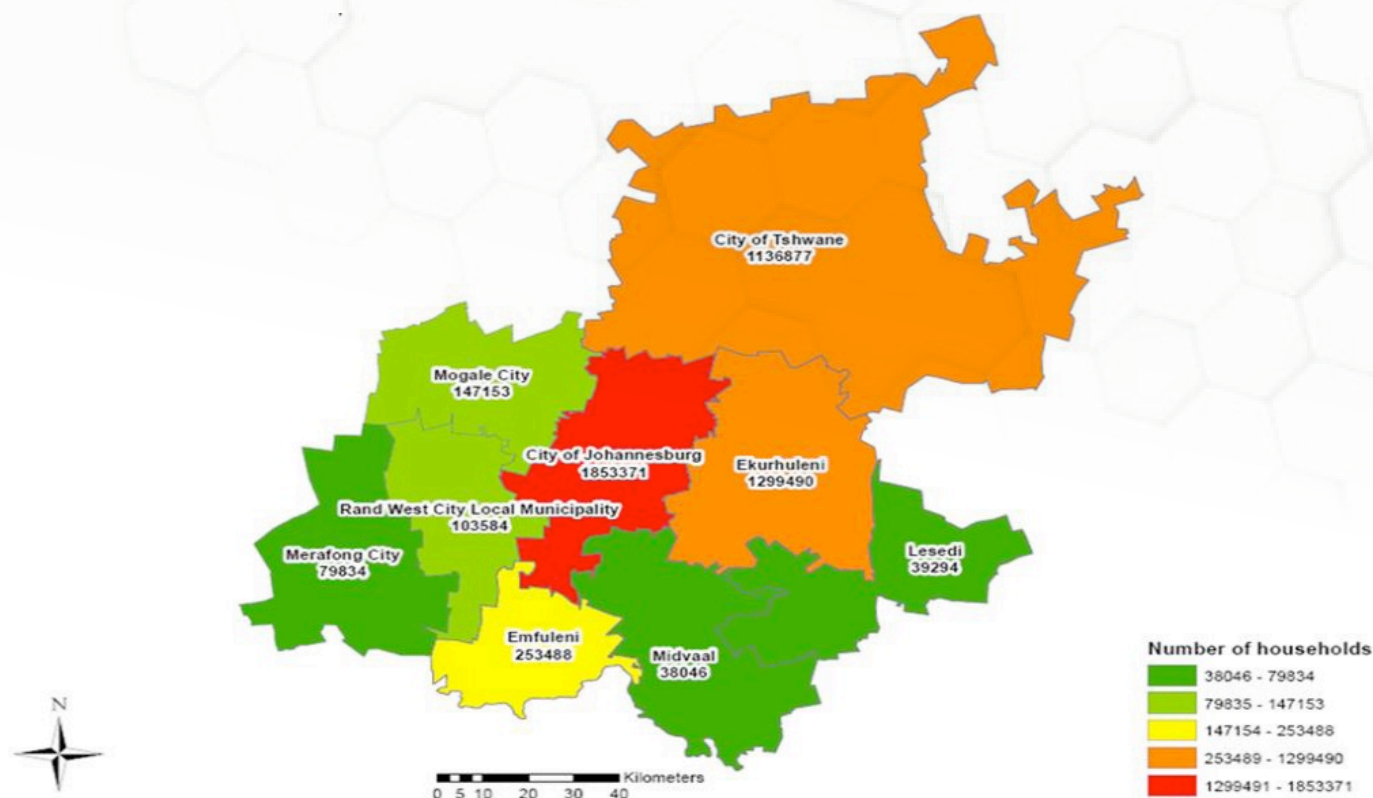 City of Tshwane
1136877
Mogale City
147153
City of Johannesburg
1853371
Ekurhuleni
1299490
Rand West City Local Municipality
103584
Merafong City
79834
Lesedi
39294
Emfuleni
253488
Midvaal
38046
Number of households
38046 - 79834
79835 - 147153
147154 - 253488
253489 - 1299490
1299491 - 1853371
N
Kilometers
0 5 10 20 30 40